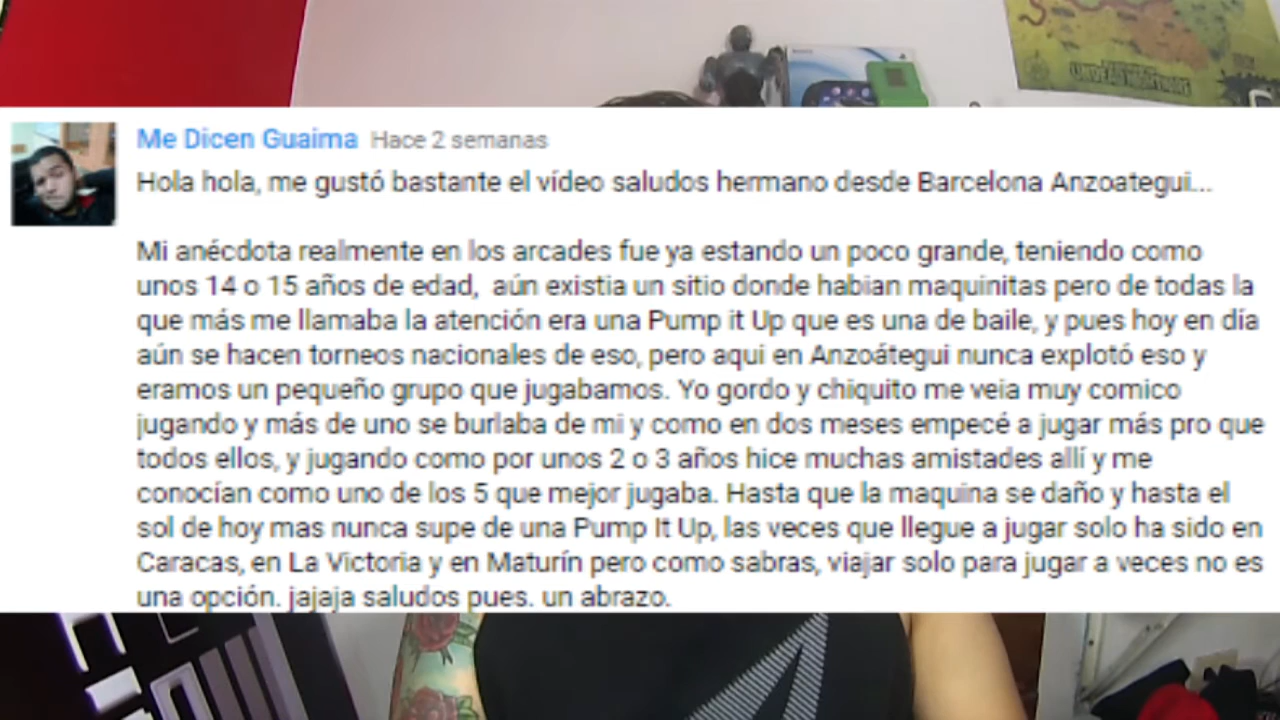 UNDEAD NIGHTMARE
Me Dicen Guaima Hace 2 semanas
Hola hola, me gustó bastante el vídeo saludos hermano desde Barcelona Anzoategui...
Mi anécdota realmente en los arcades fue ya estando un poco grande, teniendo como
unos 14 o 15 años de edad, aún existia un sitio donde habian maquinitas pero de todas la
que más me llamaba la atención era una Pump it Up que es una de baile, y pues hoy en día
aún se hacen torneos nacionales de eso, pero aqui en Anzoátegui nunca explotó eso y
eramos un pequeño grupo que jugabamos. Yo gordo y chiquito me veia muy comico
jugando y más de uno se burlaba de mi y como en dos meses empecé a jugar más pro que
todos ellos, y jugando como por unos 2 o 3 años hice muchas amistades allí y me
conocían como uno de los 5 que mejor jugaba. Hasta que la maquina se daño y hasta el
sol de hoy mas nunca supe de una Pump It Up, las veces que llegue a jugar solo ha sido en
Caracas, en La Victoria y en Maturín pero como sabras, viajar solo para jugar a veces no es
una opción. jajaja saludos pues. un abrazo.